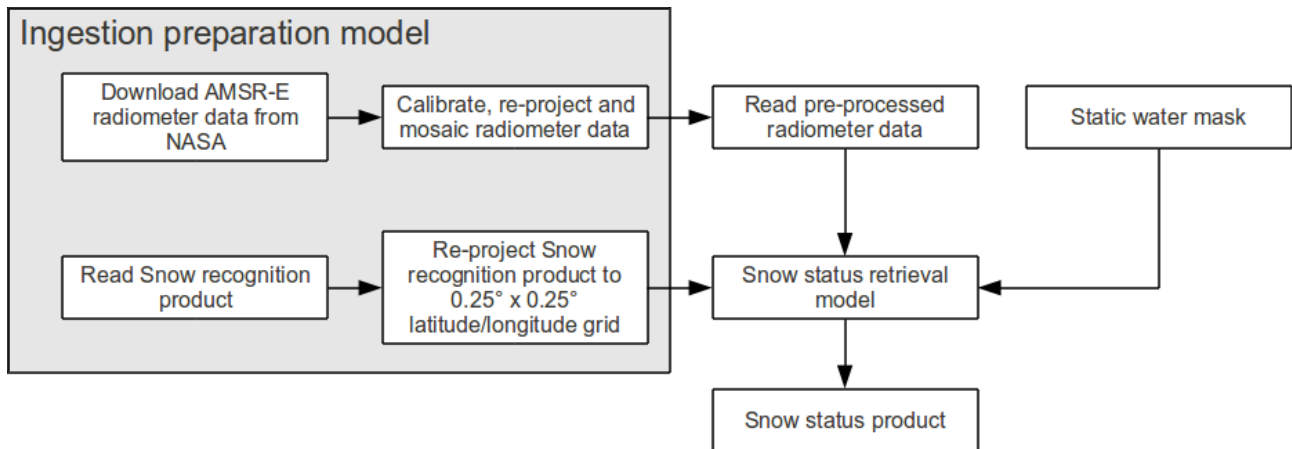 Ingestion preparation model
Download AMSR-E
radiometer data from
NASA
Calibrate, re-project and
mosaic radiometer data
Read pre-processed
radiometer data
Static water mask
Read Snow recognition
product
Re-project Snow
recognition product to
0.25° x 0.25°
latitude/longitude grid
Snow status retrieval
model
Snow status product